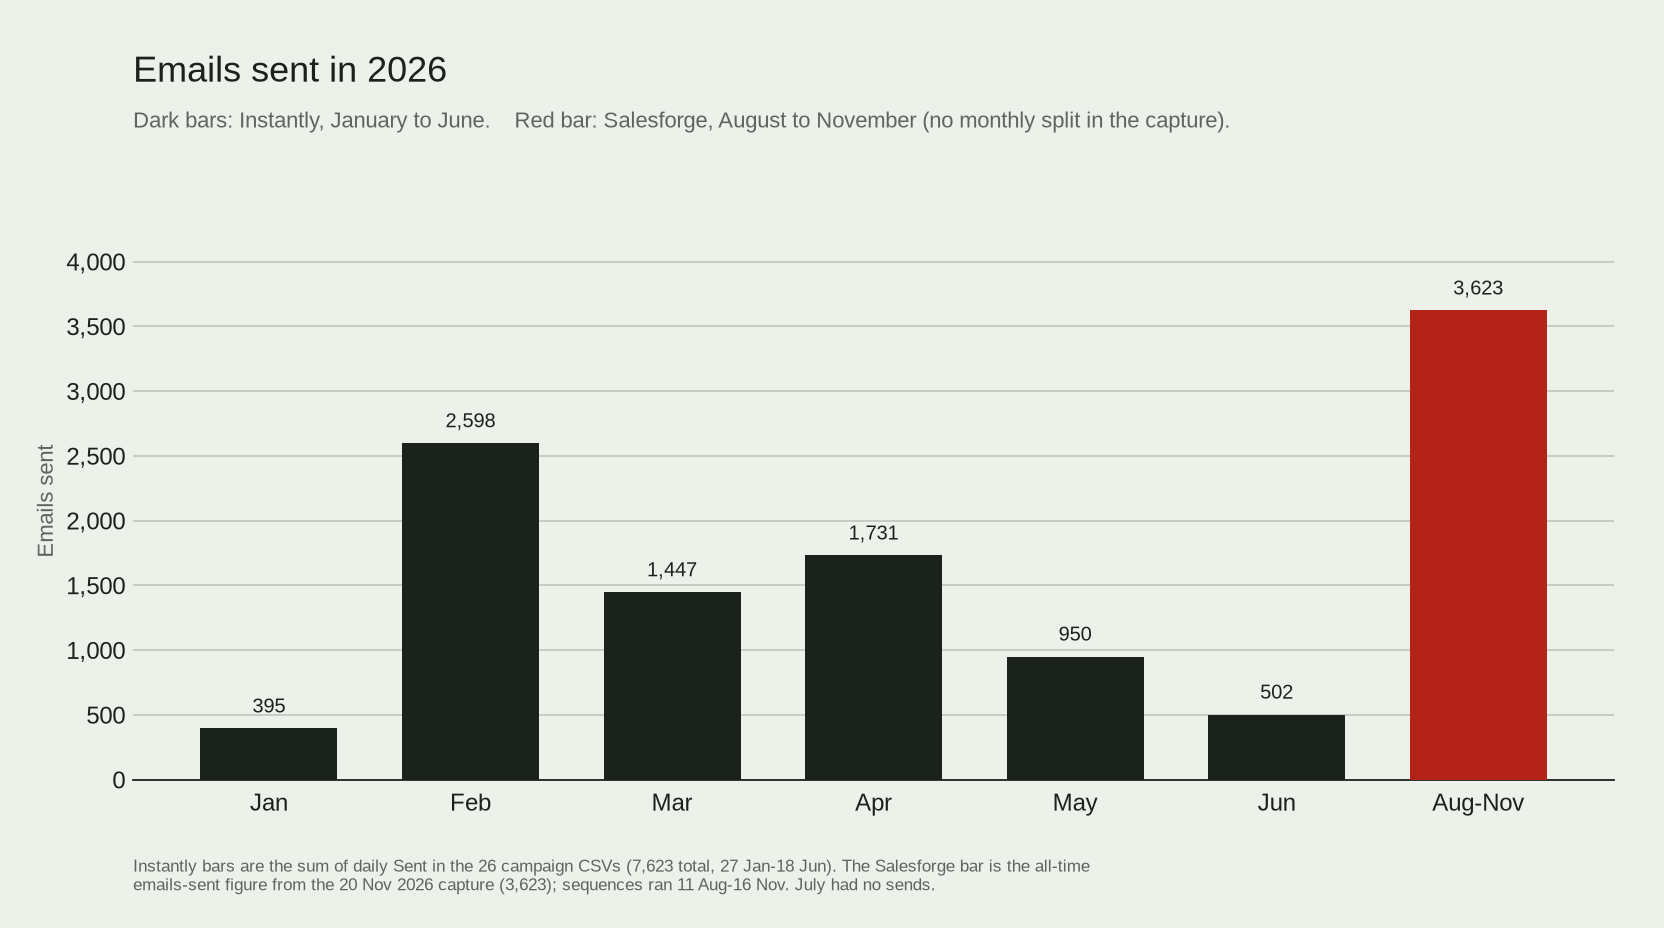 Emails sent in 2026
Dark bars: Instantly, January to June. Red bar: Salesforge, August to November (no monthly split in the capture).
4,000
3,500
3,000
2,500
2,000
1,500
1,000
500
0
Emails sent
395
2,598
1,447
1,731
950
502
3,623
Jan
Feb
Mar
Apr
May
Jun
Aug-Nov
Instantly bars are the sum of daily Sent in the 26 campaign CSVs (7,623 total, 27 Jan-18 Jun). The Salesforge bar is the all-time
emails-sent figure from the 20 Nov 2026 capture (3,623); sequences ran 11 Aug-16 Nov. July had no sends.